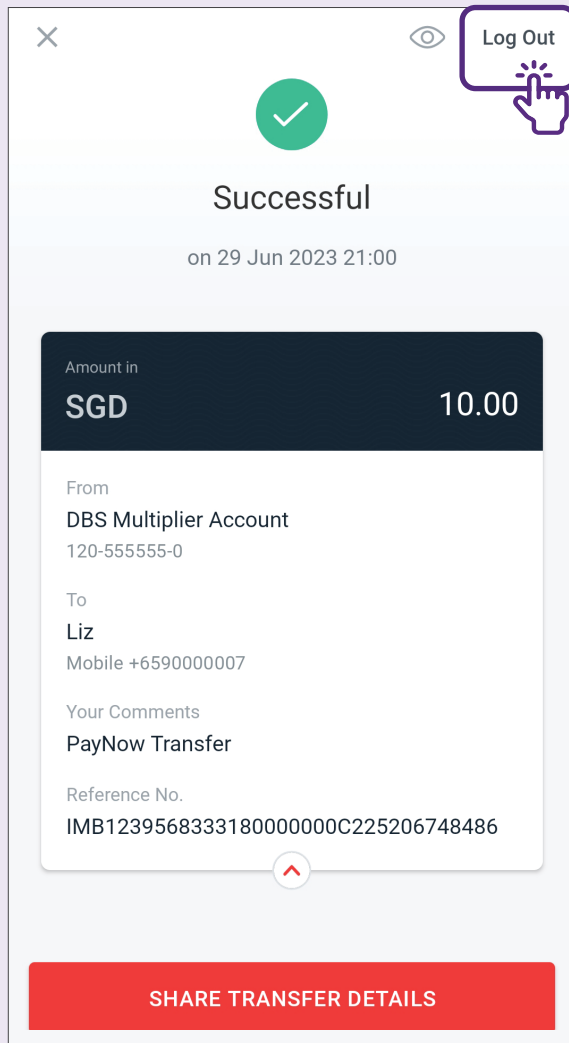 Log Out
Successful
on 29 Jun 2023 21:00
Amount in
SGD 10.00
From
DBS Multiplier Account
120-555555-0
To
Liz
Mobile +6590000007
Your Comments
PayNow Transfer
Reference No.
IMB1239568333180000000C225206748486
SHARE TRANSFER DETAILS